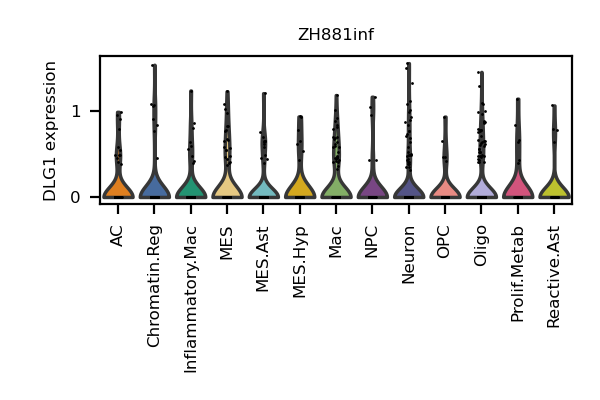 ZH881inf
DLG1 expression
1
0
AC
Chromatin.Reg
Inflammatory.Mac
MES
MES.Ast
MES.Hyp
Mac
NPC
Neuron
OPC
Oligo
Prolif.Metab
Reactive.Ast